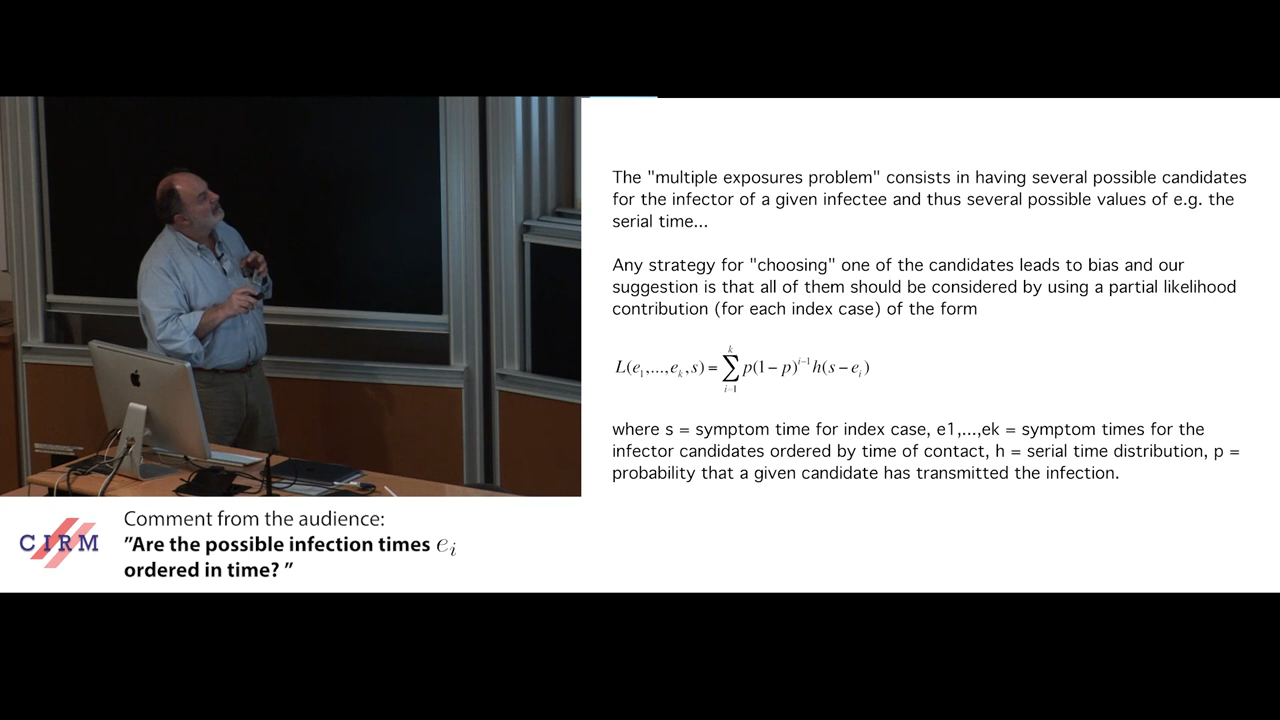 The "multiple exposures problem" consists in having several possible candidates
for the infector of a given infectee and thus several possible values of e.g. the
serial time...
Any strategy for "choosing" one of the candidates leads to bias and our
suggestion is that all of them should be considered by using a partial likelihood
contribution (for each index case) of the form
L(e₁,...,eₖ,s) = ∑ᵢ₋₁ᵏ p(1−p)ⁱ⁻¹h(s−eᵢ)
where s = symptom time for index case, e1,...,ek = symptom times for the
infector candidates ordered by time of contact, h = serial time distribution, p =
probability that a given candidate has transmitted the infection.
CIRM
Comment from the audience:
”Are the possible infection times eᵢ
ordered in time? ”